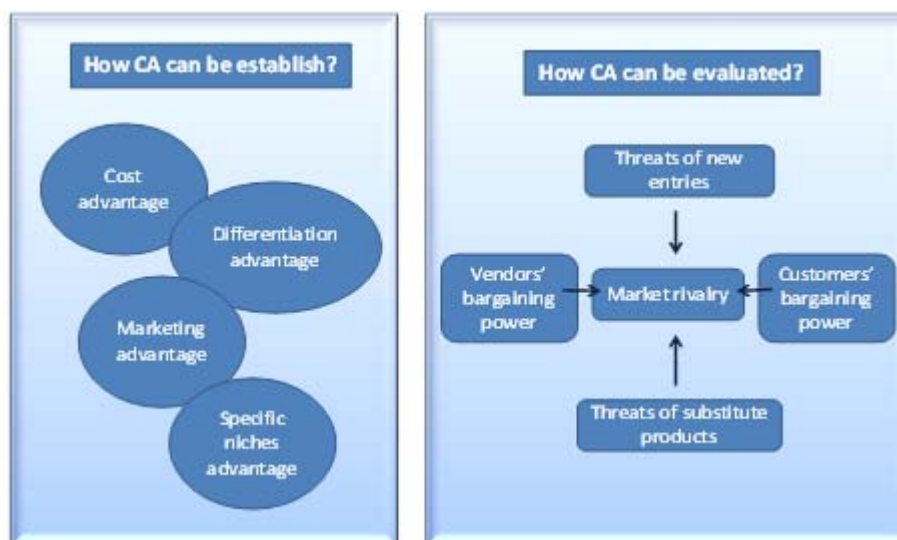 How CA can be establish?
Cost
advantage
Differentiation
advantage
Marketing
advantage
Specific
niches
advantage
How CA can be evaluated?
Threats of new
entries
Vendors'
bargaining
power
Market rivalry
Customers'
bargaining
power
Threats of substitute
products